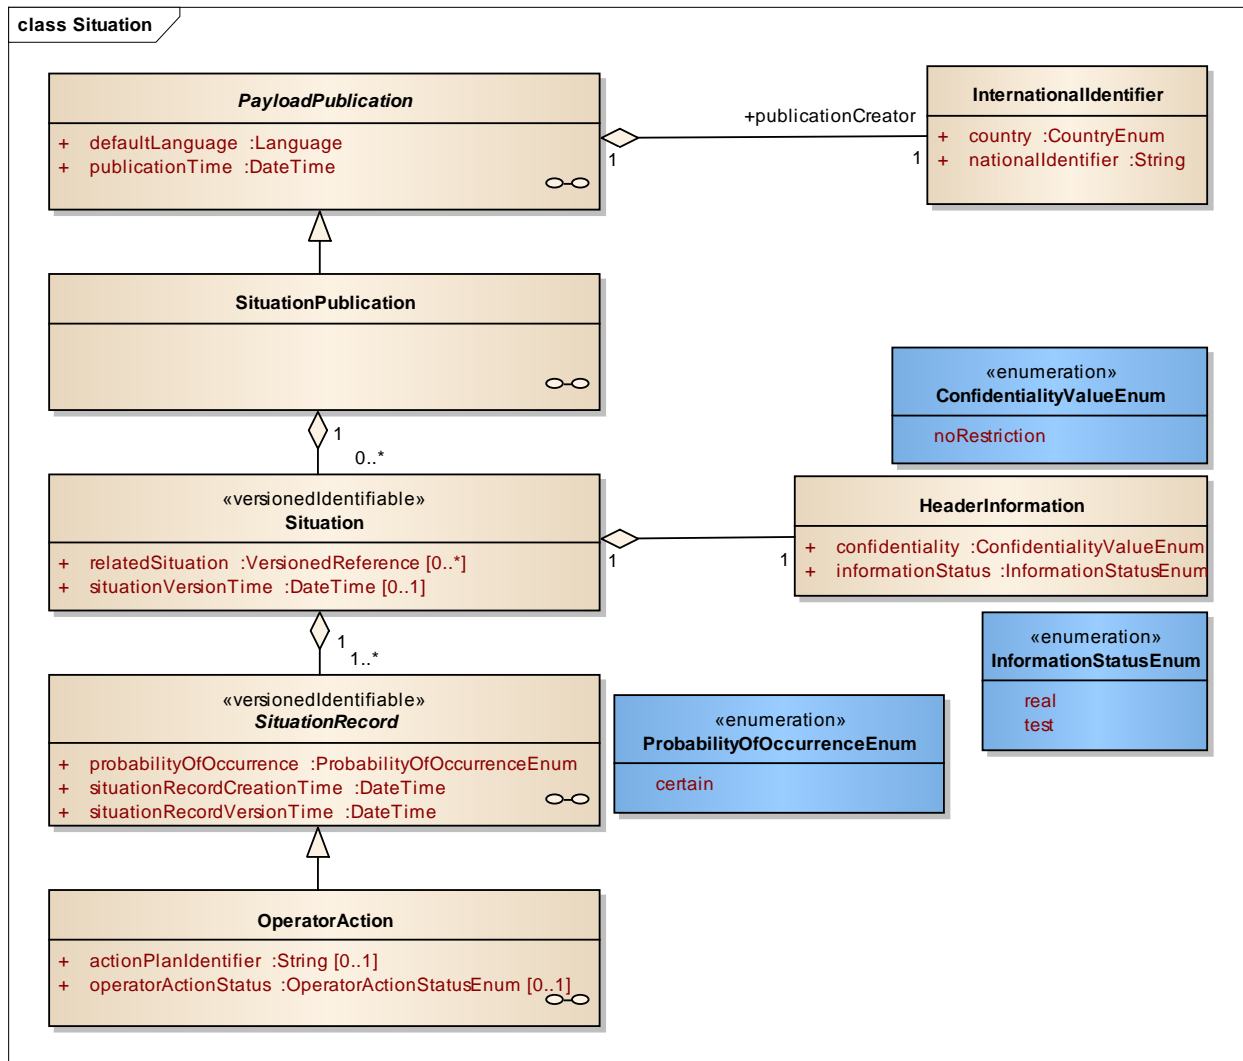 class Situation
PayloadPublication
+ defaultLanguage :Language
+ publicationTime :DateTime
+publicationCreator
1
1
InternationalIdentifier
+ country :CountryEnum
+ nationalIdentifier :String
SituationPublication
1
0..*
«enumeration»
ConfidentialityValueEnum
noRestriction
«versionedIdentifiable»
Situation
+ relatedSituation :VersionedReference [0..*]
+ situationVersionTime :DateTime [0..1]
1
1
HeaderInformation
+ confidentiality :ConfidentialityValueEnum
+ informationStatus :InformationStatusEnum
1
1..*
«enumeration»
InformationStatusEnum
real
test
«versionedIdentifiable»
SituationRecord
+ probabilityOfOccurrence :ProbabilityOfOccurrenceEnum
+ situationRecordCreationTime :DateTime
+ situationRecordVersionTime :DateTime
«enumeration»
ProbabilityOfOccurrenceEnum
certain
OperatorAction
+ actionPlanIdentifier :String [0..1]
+ operatorActionStatus :OperatorActionStatusEnum [0..1]